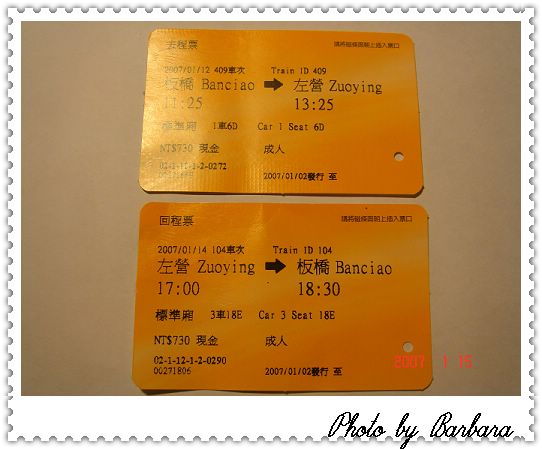 去程票 請將磁條面朝上插入票口
2007/01/12 409車次 Train ID 409
板橋 Banciao ➡ 左營 Zuoying
11:25 13:25
標準廂 1車6D Car 1 Seat 6D
NT$730 現金 成人
02-1-12-1-2-0272
2007/01/02發行 至
回程票 請將磁條面朝上插入票口
2007/01/14 104車次 Train ID 104
左營 Zuoying ➡ 板橋 Banciao
17:00 18:30
標準廂 3車18E Car 3 Seat 18E
NT$730 現金 成人
02-1-12-1-2-0290
00271806 2007/01/02發行 至
2007 1 15
Photo by Barbara